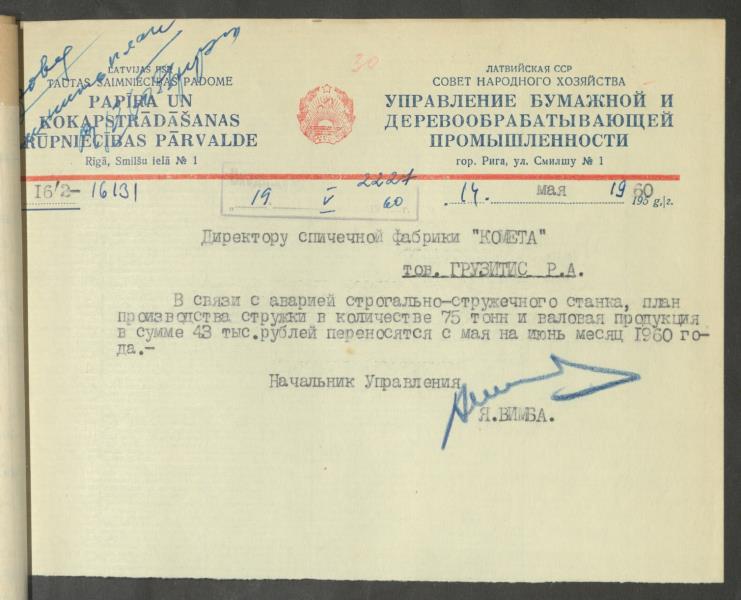 LATVIJAS PSR
TAUTAS SAIMNIECĪBAS PADOME
PAPĪRA UN
KOKAPSTRĀDĀŠANAS
RŪPNIECĪBAS PĀRVALDE
Rīgā, Smilšu ielā № 1
30
ЛАТВИЙСКАЯ ССР
СОВЕТ НАРОДНОГО ХОЗЯЙСТВА
УПРАВЛЕНИЕ БУМАЖНОЙ И
ДЕРЕВООБРАБАТЫВАЮЩЕЙ
ПРОМЫШЛЕННОСТИ
гор. Рига, ул. Смилшу № 1
16'2- 16131
2227
19 V 60
„ 14. мая 1960 195 g./г.
Директору спичечной фабрики "КОМЕТА"
тов. ГРУЗИТИС Р.А.
В связи с аварией строгально-стружечного станка, план
производства стружки в количестве 75 тонн и валовая продукция
в сумме 43 тыс.рублей переносятся с мая на июнь месяц 1960 го-
да.-
Начальник Управления
Я.ВИМБА.